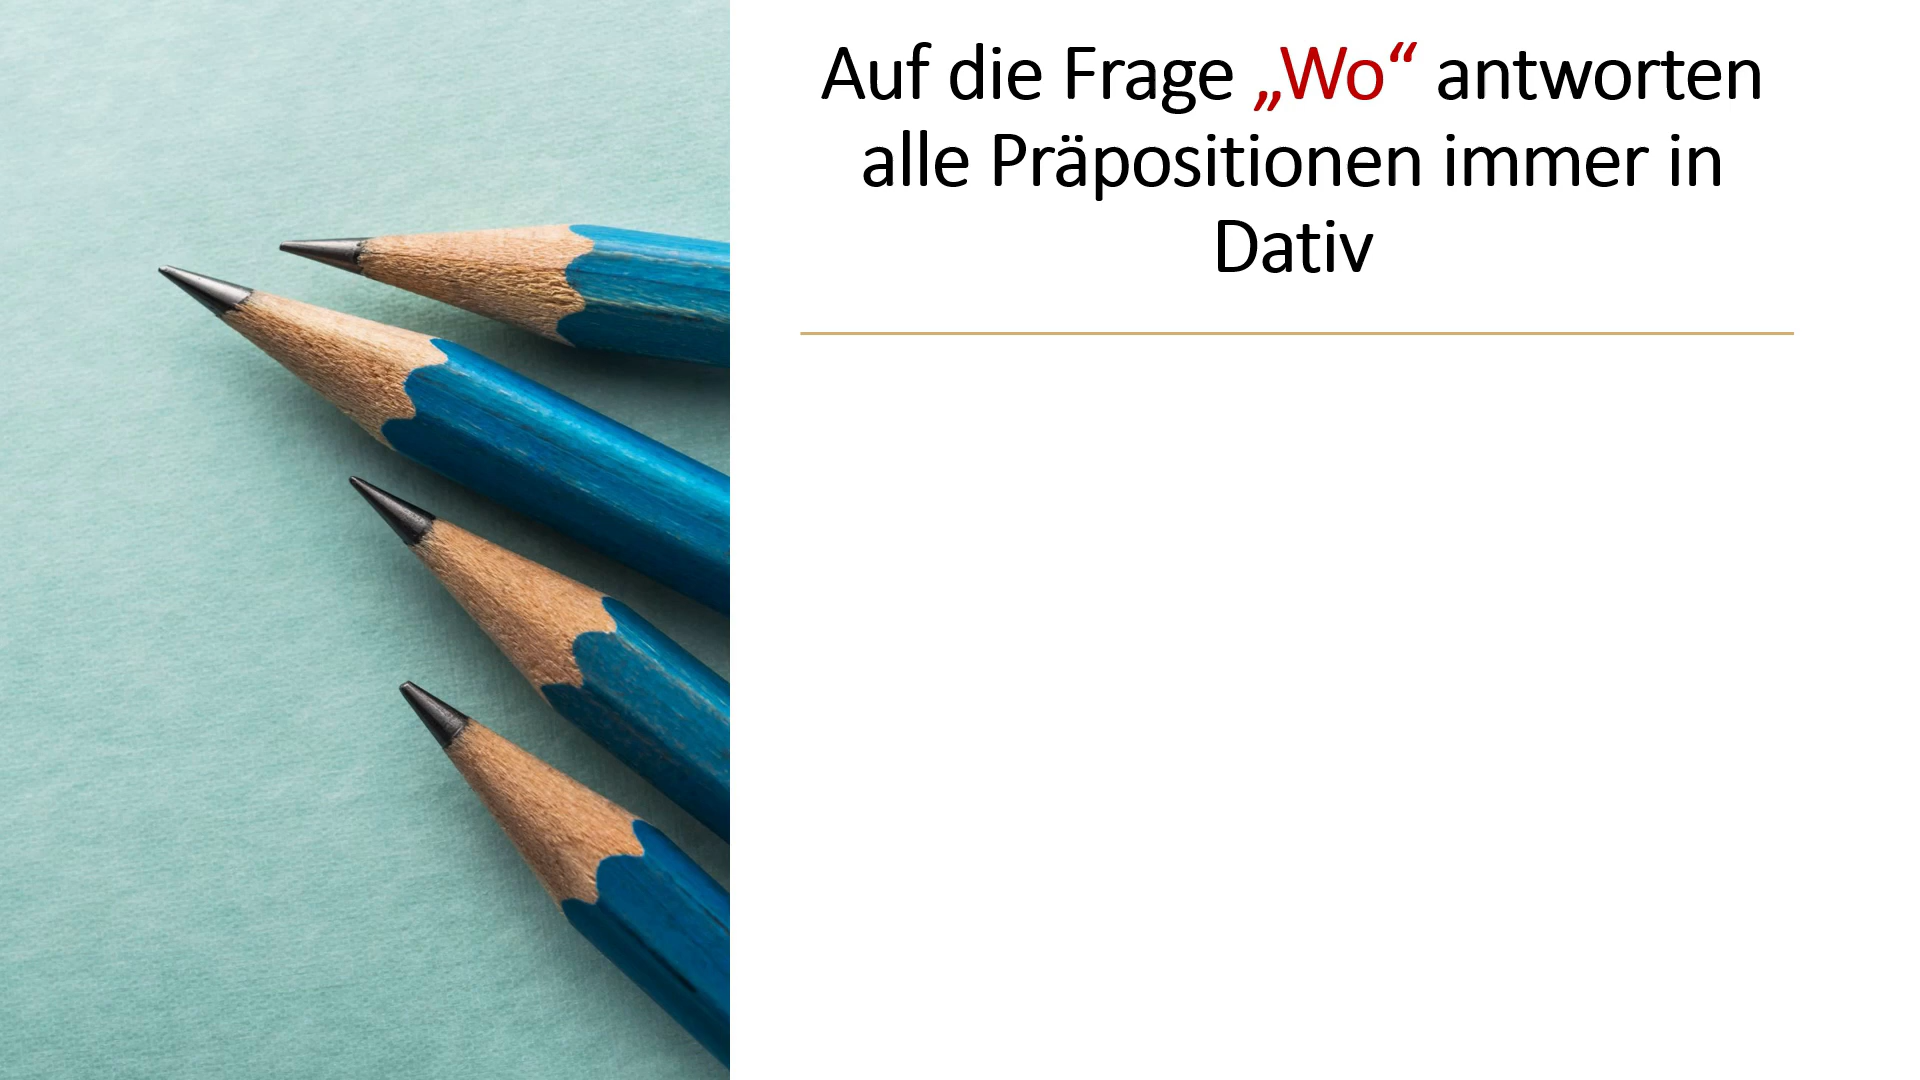 Auf die Frage „Wo“ antworten
alle Präpositionen immer in
Dativ